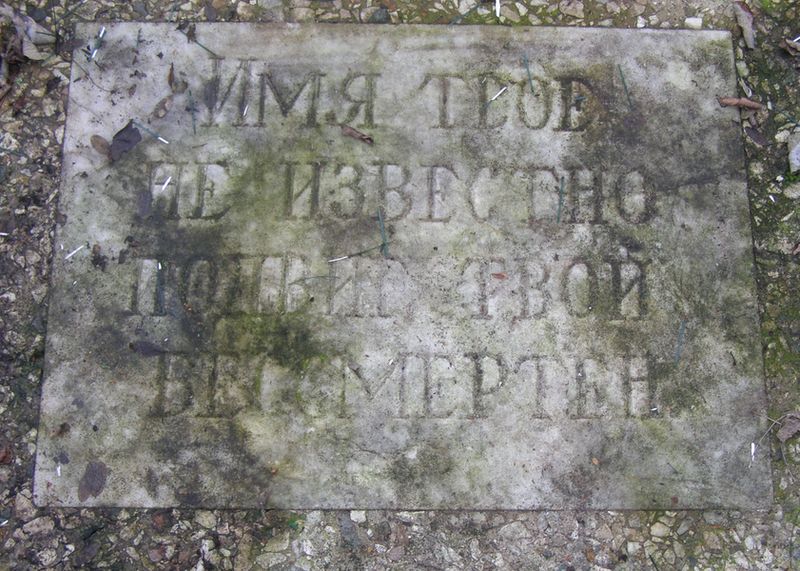 ИМЯ ТВОЕ
НЕ ИЗВЕСТНО
ПОДВИГ ТВОЙ
БЕССМЕРТЕН